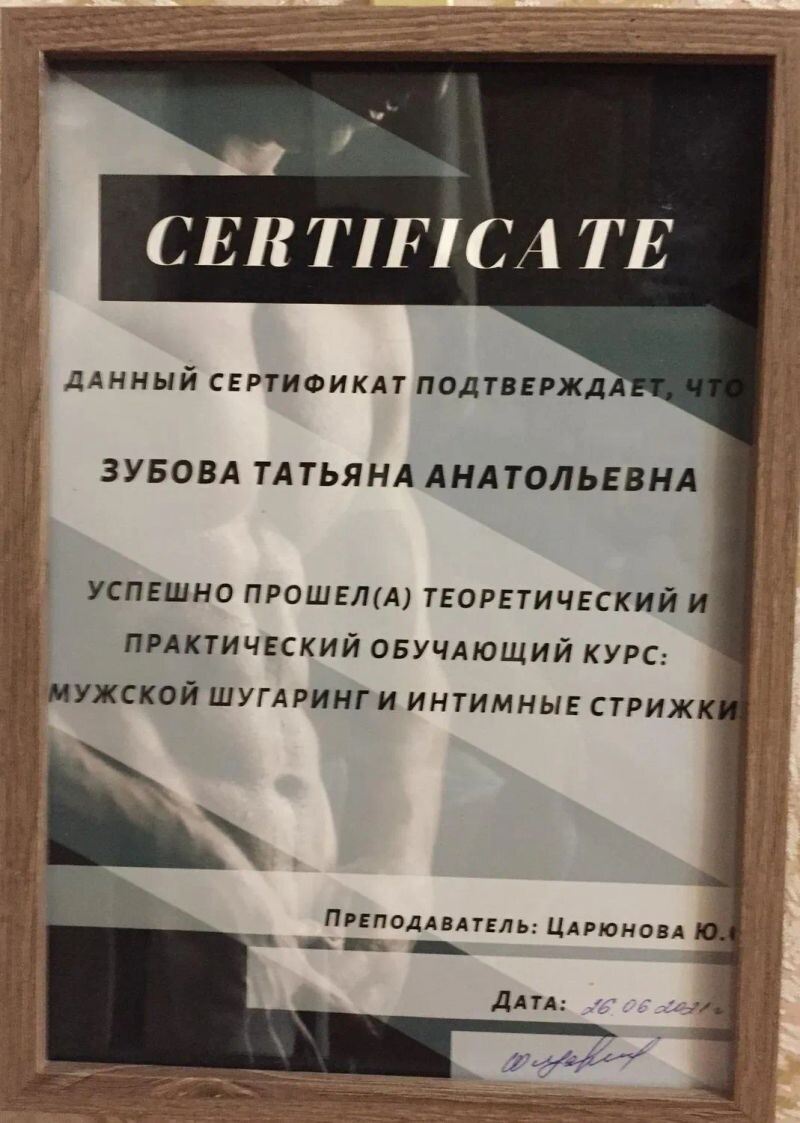 CERTIFICATE
ДАННЫЙ СЕРТИФИКАТ ПОДТВЕРЖДАЕТ, ЧТО
ЗУБОВА ТАТЬЯНА АНАТОЛЬЕВНА
УСПЕШНО ПРОШЕЛ(А) ТЕОРЕТИЧЕСКИЙ И
ПРАКТИЧЕСКИЙ ОБУЧАЮЩИЙ КУРС:
МУЖСКОЙ ШУГАРИНГ И ИНТИМНЫЕ СТРИЖКИ
ПРЕПОДАВАТЕЛЬ: ЦАРЮНОВА Ю.
ДАТА: 26.06 2021 г